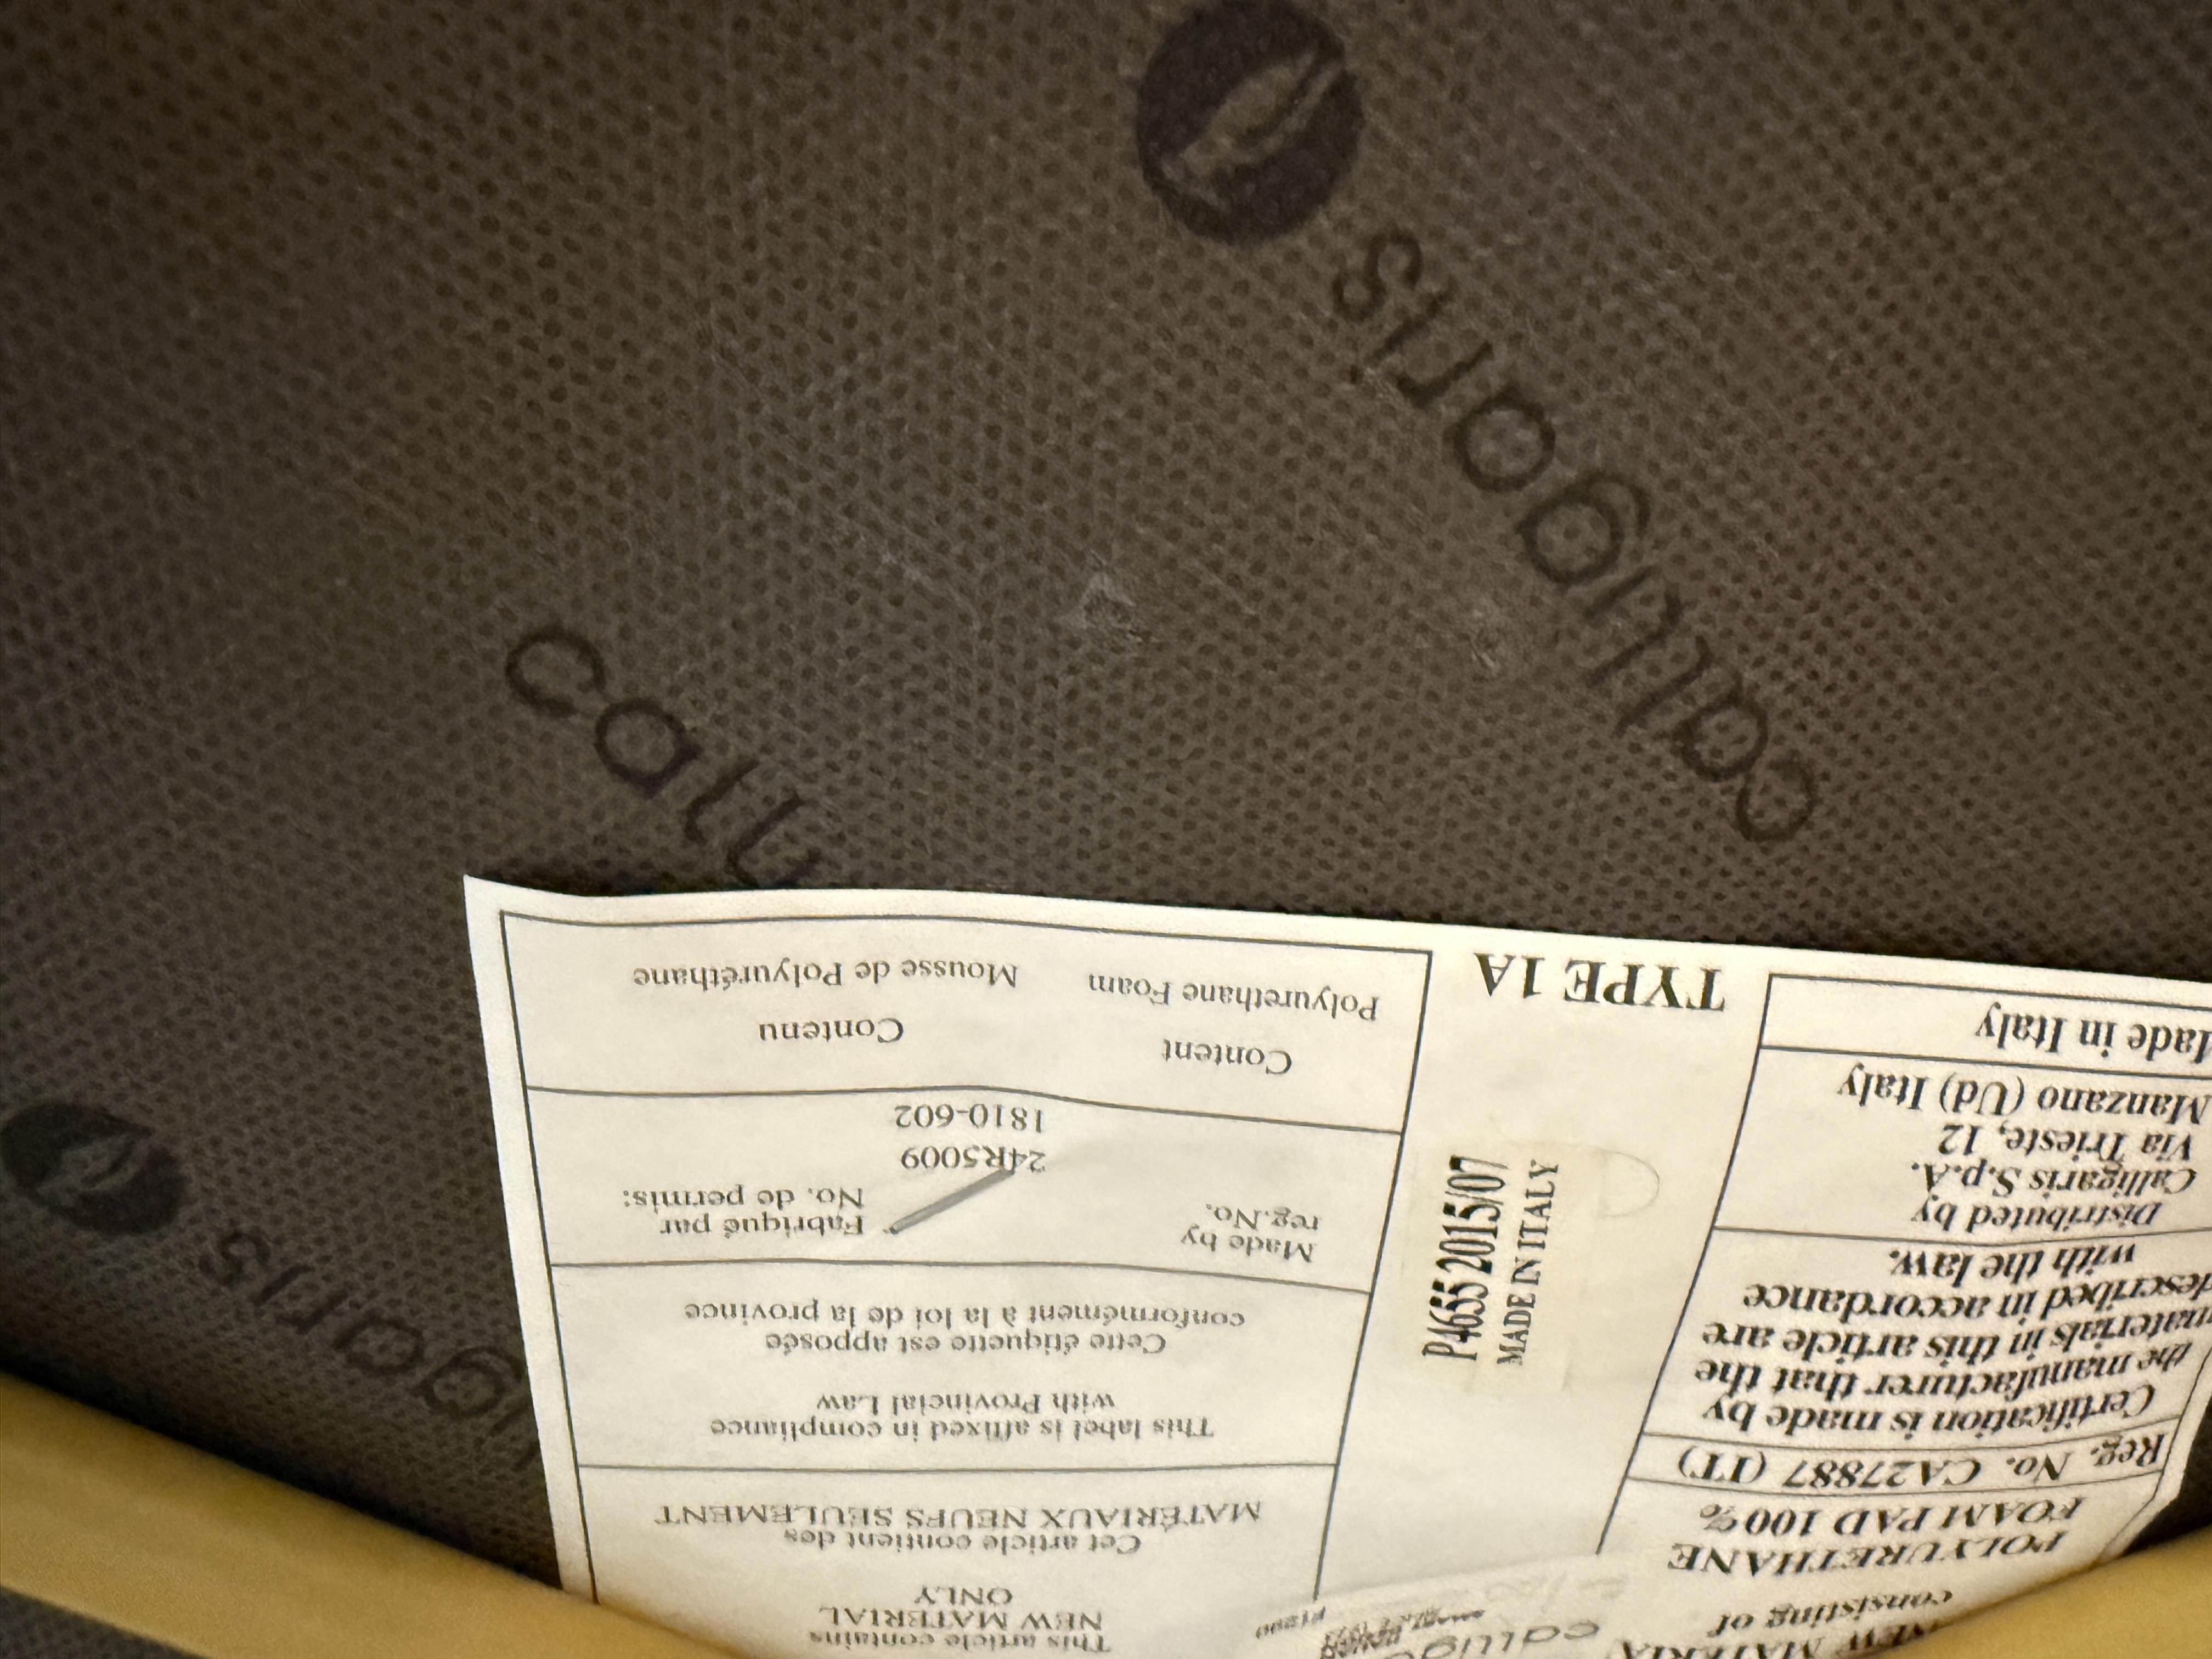 calligaris
calli
garis
This article contains
NEW MATERIAL
ONLY
Cet article contient des
MATÉRIAUX NEUFS SEULEMENT
This label is affixed in compliance
with Provincial Law
Cette étiquette est apposée
conformément à la loi de la province
Made by
reg.No.
Fabriqué par
No. de permis:
24R5009
1810-602
Content
Polyurethane Foam
Contenu
Mousse de Polyuréthane
TYPE 1A
P4655 2015/07
MADE IN ITALY
consisting of
POLYURETHANE
FOAM PAD 100%
Reg. No. CA27887 (IT)
Certification is made by
the manufacturer that the
materials in this article are
described in accordance
with the law.
Distributed by
Calligaris S.p.A.
Via Trieste, 12
Manzano (Ud) Italy
Made in Italy